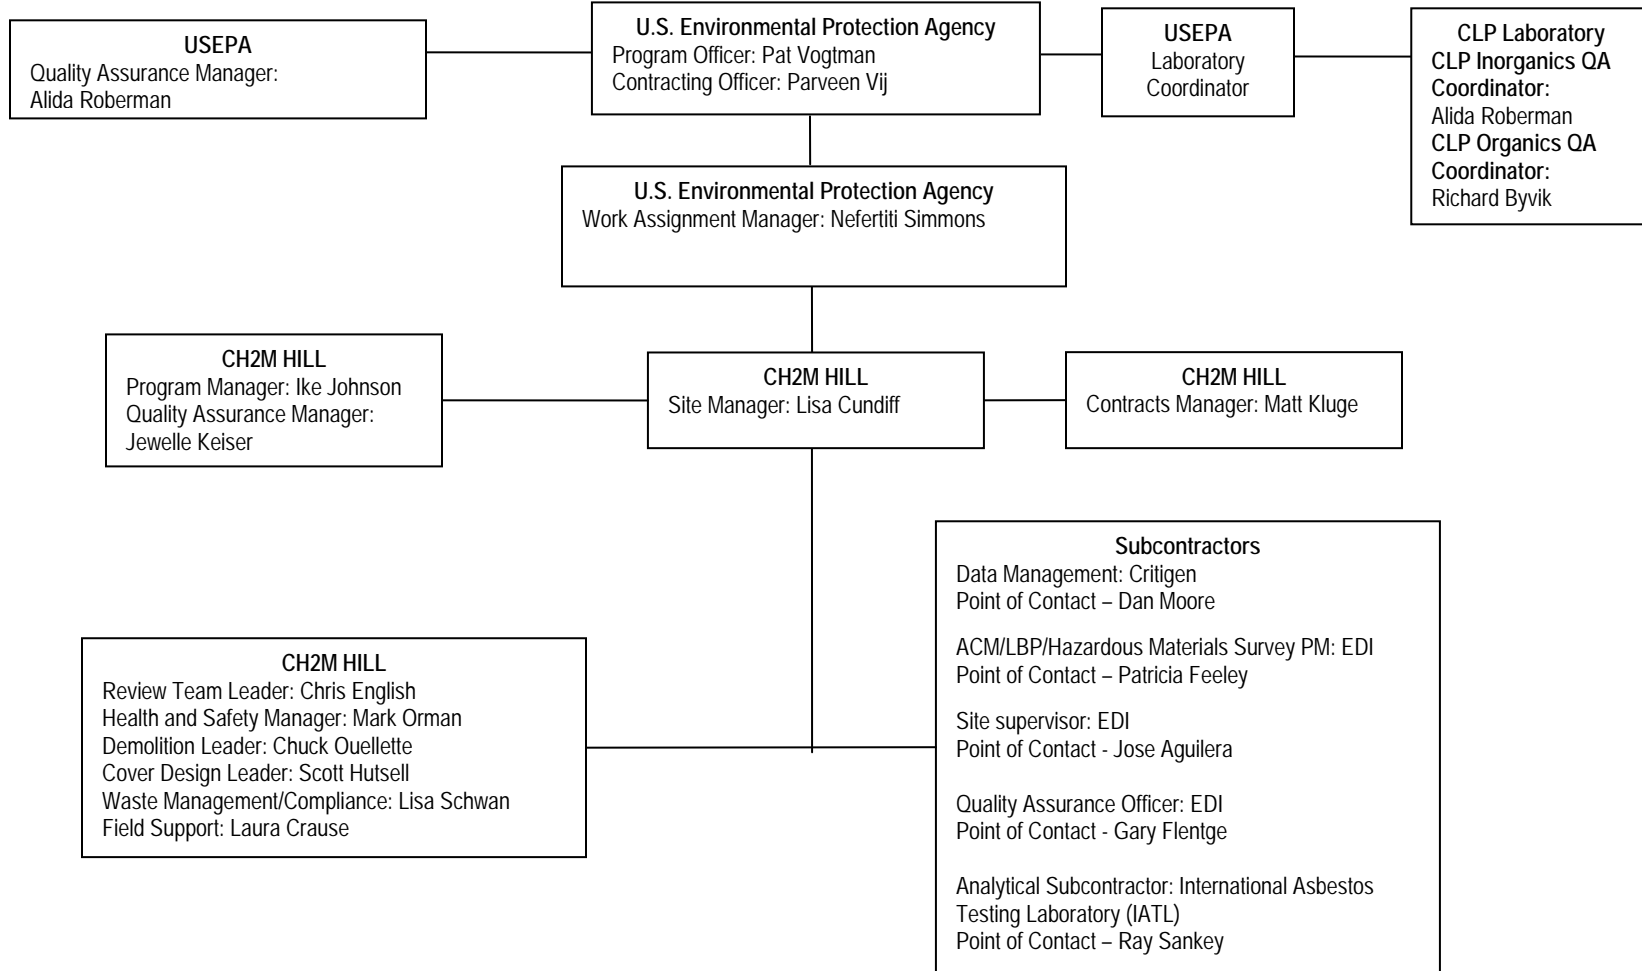 USEPA
Quality Assurance Manager:
Alida Roberman
U.S. Environmental Protection Agency
Program Officer: Pat Vogtman
Contracting Officer: Parveen Vij
USEPA
Laboratory
Coordinator
CLP Laboratory
CLP Inorganics QA
Coordinator:
Alida Roberman
CLP Organics QA
Coordinator:
Richard Byvik
U.S. Environmental Protection Agency
Work Assignment Manager: Nefertiti Simmons
CH2M HILL
Program Manager: Ike Johnson
Quality Assurance Manager:
Jewelle Keiser
CH2M HILL
Site Manager: Lisa Cundiff
CH2M HILL
Contracts Manager: Matt Kluge
CH2M HILL
Review Team Leader: Chris English
Health and Safety Manager: Mark Orman
Demolition Leader: Chuck Ouellette
Cover Design Leader: Scott Hutsell
Waste Management/Compliance: Lisa Schwan
Field Support: Laura Crause
Subcontractors
Data Management: Critigen
Point of Contact – Dan Moore
ACM/LBP/Hazardous Materials Survey PM: EDI
Point of Contact – Patricia Feeley
Site supervisor: EDI
Point of Contact - Jose Aguilera
Quality Assurance Officer: EDI
Point of Contact - Gary Flentge
Analytical Subcontractor: International Asbestos
Testing Laboratory (IATL)
Point of Contact – Ray Sankey